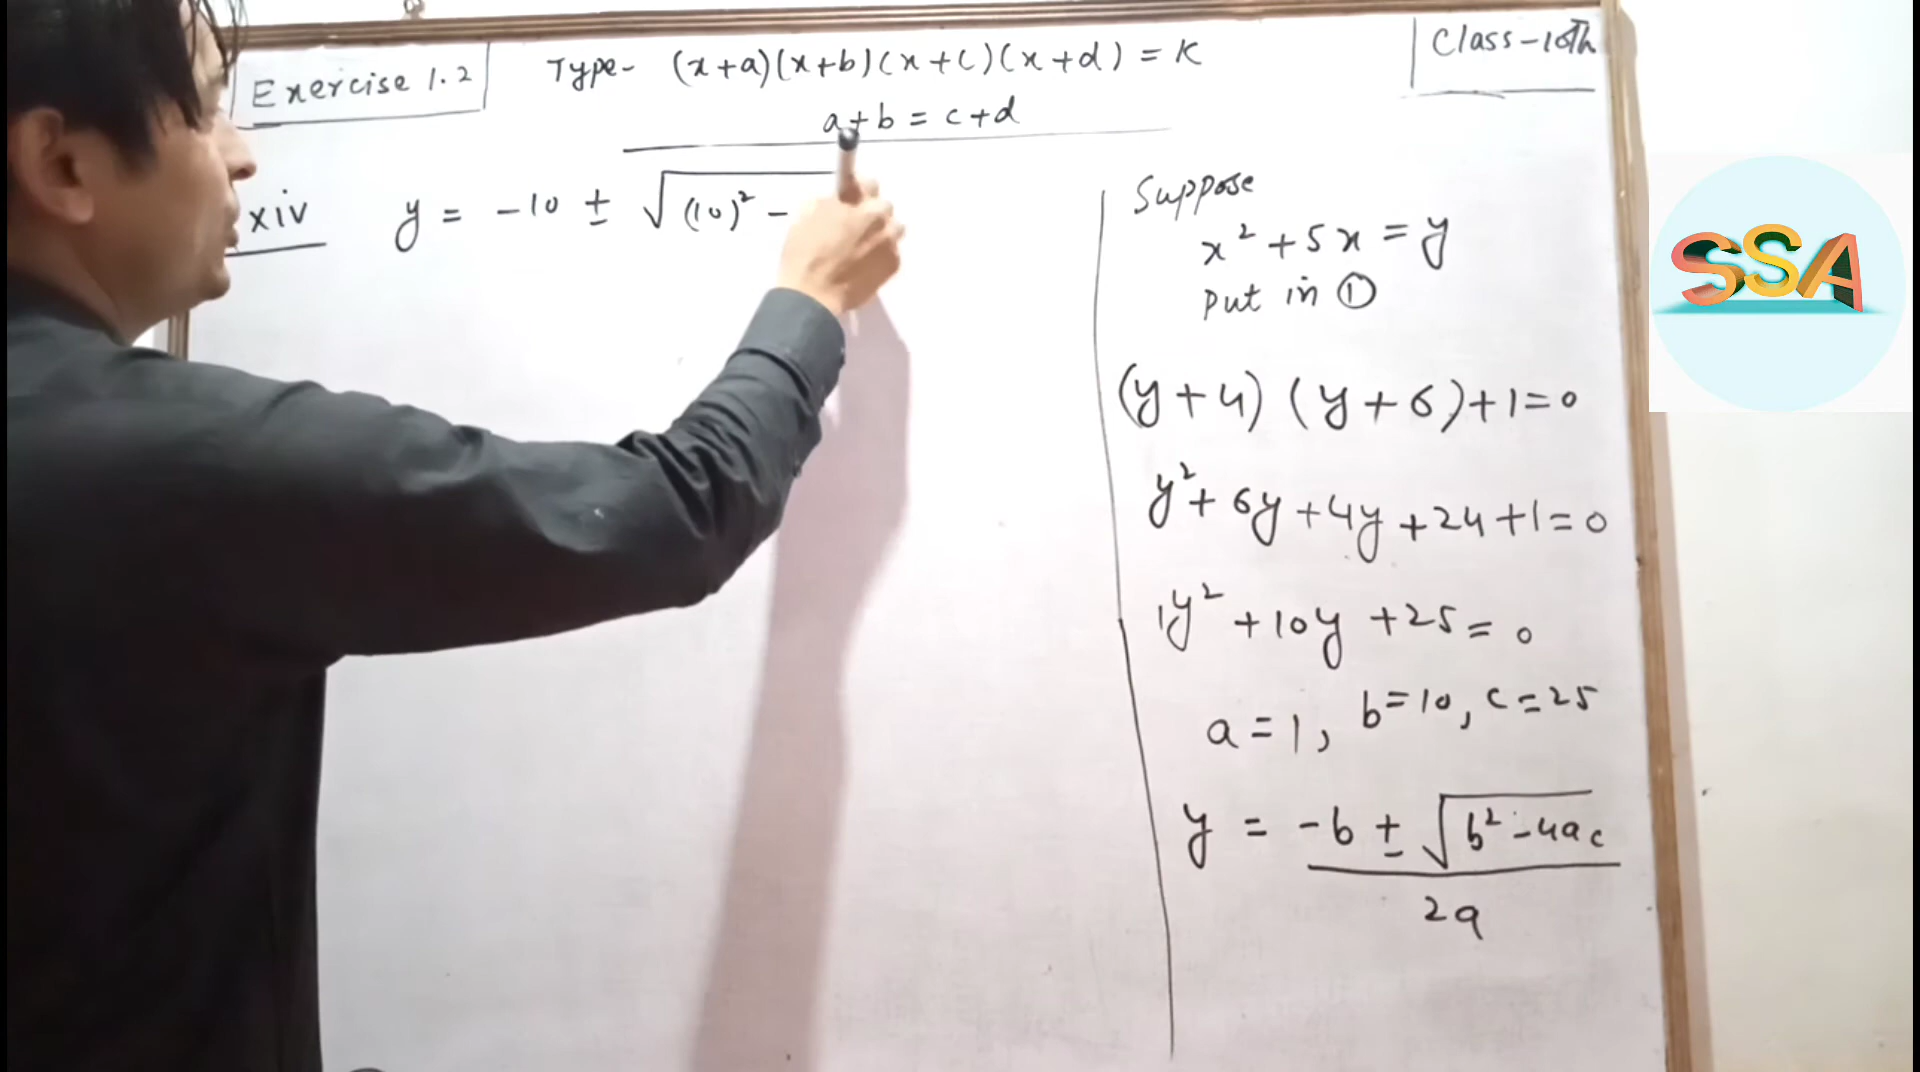 Exercise 1.2
Type- (x+a)(x+b)(x+c)(x+d) = K
a+b = c+d
Class-10th
xiv y = -10 ± √(10)² -
Suppose
x² + 5x = y
Put in ①
(y+4) (y+6)+1=0
y² + 6y + 4y + 24 + 1 = 0
1y² + 10y + 25 = 0
a = 1, b = 10, c = 25
y = -b ± √b² - 4ac
2a
SSA